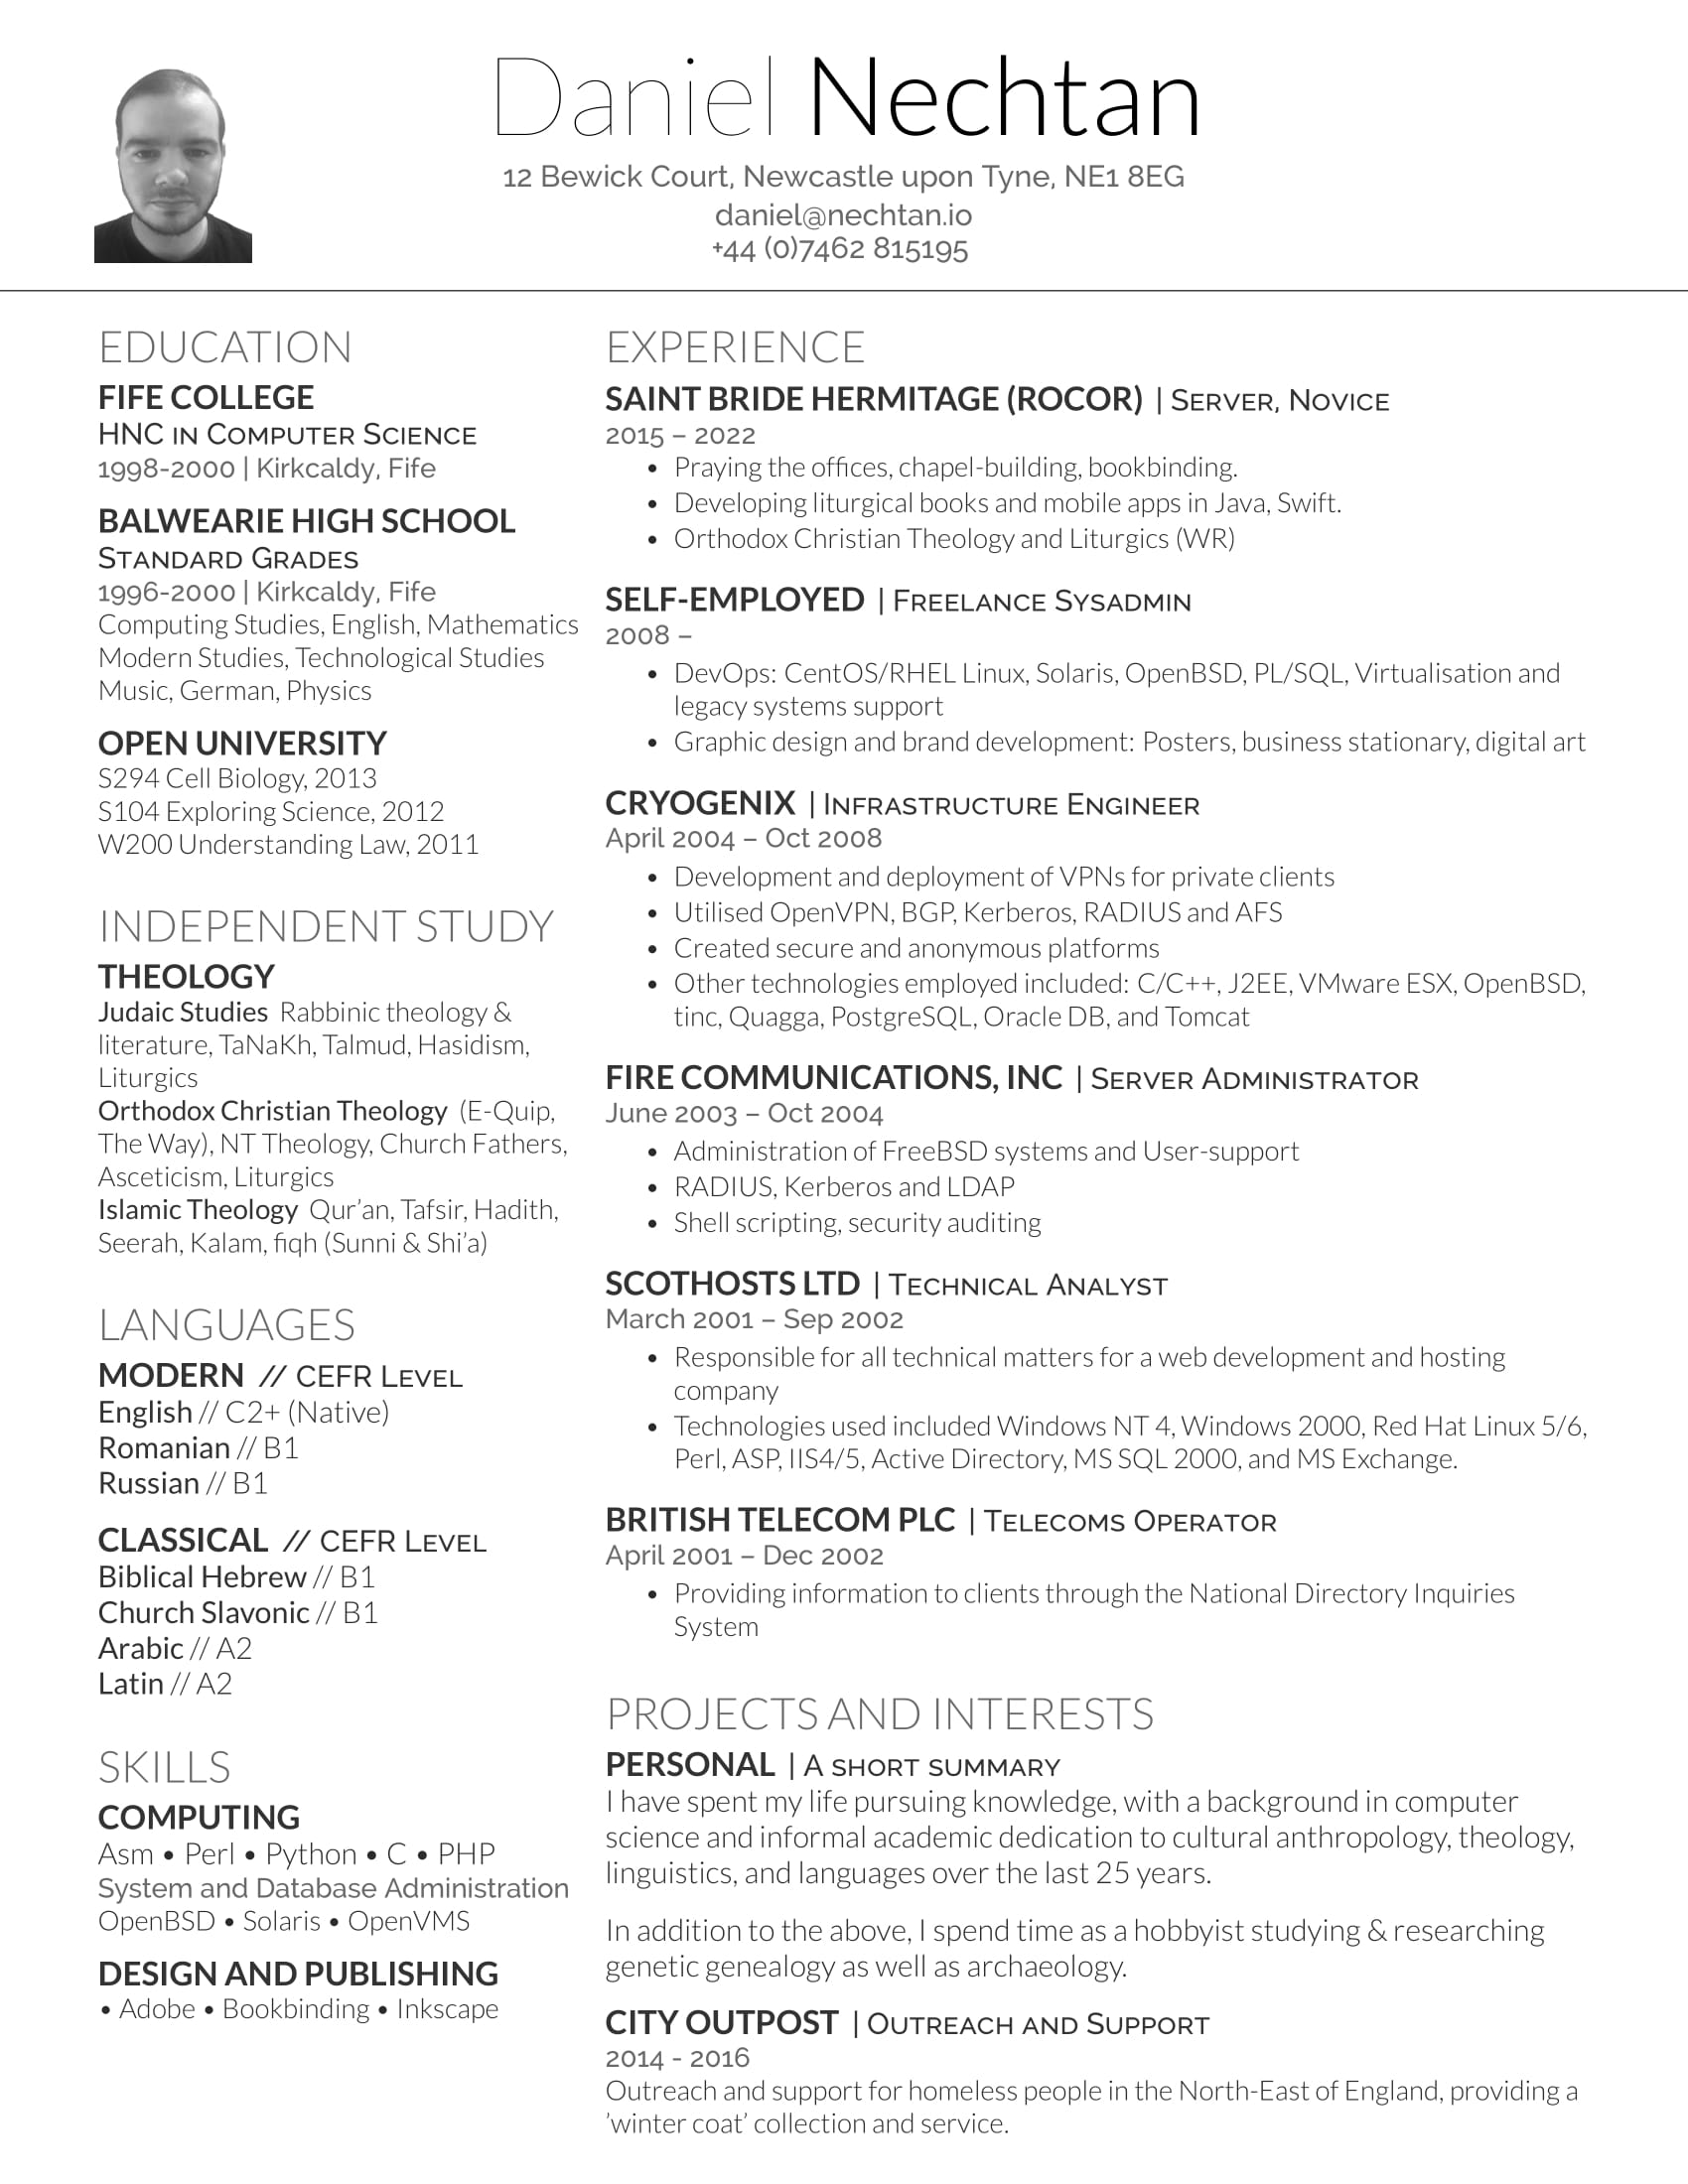 Daniel Nechtan
12 Bewick Court, Newcastle upon Tyne, NE1 8EG
daniel@nechtan.io
+44 (0)7462 815195
EDUCATION
FIFE COLLEGE
HNC in Computer Science
1998-2000 | Kirkcaldy, Fife
BALWEARIE HIGH SCHOOL
Standard Grades
1996-2000 | Kirkcaldy, Fife
Computing Studies, English, Mathematics
Modern Studies, Technological Studies
Music, German, Physics
OPEN UNIVERSITY
S294 Cell Biology, 2013
S104 Exploring Science, 2012
W200 Understanding Law, 2011
INDEPENDENT STUDY
THEOLOGY
Judaic Studies Rabbinic theology &
literature, TaNaKh, Talmud, Hasidism,
Liturgics
Orthodox Christian Theology (E-Quip,
The Way), NT Theology, Church Fathers,
Asceticism, Liturgics
Islamic Theology Qur’an, Tafsir, Hadith,
Seerah, Kalam, fiqh (Sunni & Shi’a)
LANGUAGES
MODERN // CEFR Level
English // C2+ (Native)
Romanian // B1
Russian // B1
CLASSICAL // CEFR Level
Biblical Hebrew // B1
Church Slavonic // B1
Arabic // A2
Latin // A2
SKILLS
COMPUTING
Asm • Perl • Python • C • PHP
System and Database Administration
OpenBSD • Solaris • OpenVMS
DESIGN AND PUBLISHING
• Adobe • Bookbinding • Inkscape
EXPERIENCE
SAINT BRIDE HERMITAGE (ROCOR) | Server, Novice
2015 – 2022
• Praying the offices, chapel-building, bookbinding.
• Developing liturgical books and mobile apps in Java, Swift.
• Orthodox Christian Theology and Liturgics (WR)
SELF-EMPLOYED | Freelance Sysadmin
2008 –
• DevOps: CentOS/RHEL Linux, Solaris, OpenBSD, PL/SQL, Virtualisation and
legacy systems support
• Graphic design and brand development: Posters, business stationary, digital art
CRYOGENIX | Infrastructure Engineer
April 2004 – Oct 2008
• Development and deployment of VPNs for private clients
• Utilised OpenVPN, BGP, Kerberos, RADIUS and AFS
• Created secure and anonymous platforms
• Other technologies employed included: C/C++, J2EE, VMware ESX, OpenBSD,
tinc, Quagga, PostgreSQL, Oracle DB, and Tomcat
FIRE COMMUNICATIONS, INC | Server Administrator
June 2003 – Oct 2004
• Administration of FreeBSD systems and User-support
• RADIUS, Kerberos and LDAP
• Shell scripting, security auditing
SCOTHOSTS LTD | Technical Analyst
March 2001 – Sep 2002
• Responsible for all technical matters for a web development and hosting
company
• Technologies used included Windows NT 4, Windows 2000, Red Hat Linux 5/6,
Perl, ASP, IIS4/5, Active Directory, MS SQL 2000, and MS Exchange.
BRITISH TELECOM PLC | Telecoms Operator
April 2001 – Dec 2002
• Providing information to clients through the National Directory Inquiries
System
PROJECTS AND INTERESTS
PERSONAL | A short summary
I have spent my life pursuing knowledge, with a background in computer
science and informal academic dedication to cultural anthropology, theology,
linguistics, and languages over the last 25 years.
In addition to the above, I spend time as a hobbyist studying & researching
genetic genealogy as well as archaeology.
CITY OUTPOST | Outreach and Support
2014 - 2016
Outreach and support for homeless people in the North-East of England, providing a
’winter coat’ collection and service.